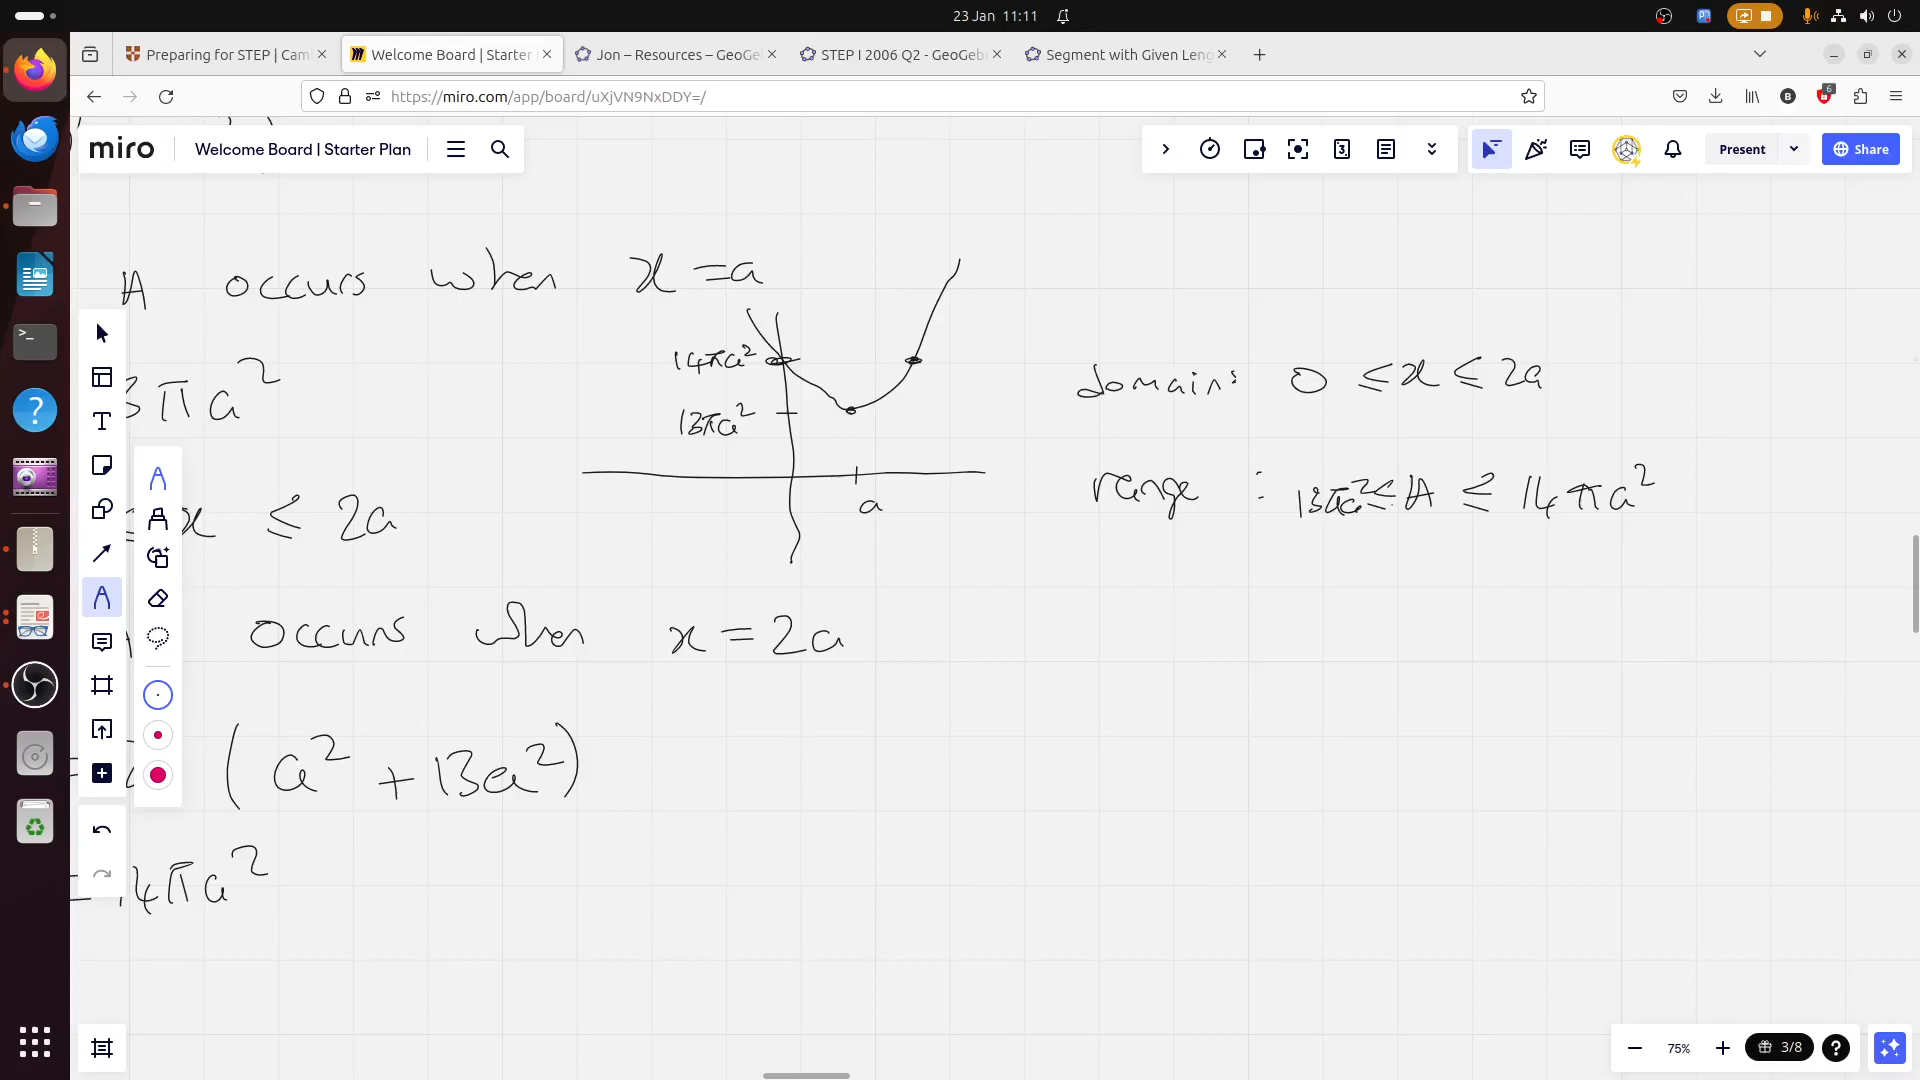 23 Jan 11:11
Preparing for STEP | Cam
Welcome Board | Starter
Jon – Resources – GeoGe
STEP I 2006 Q2 - GeoGeb
Segment with Given Leng
https://miro.com/app/board/uXjVN9NxDDY=/
6
miro
Welcome Board | Starter Plan
Present
Share
A occurs when x = a
3πa²
≤ x ≤ 2a
occurs when x = 2a
(a² + 13a²)
= 14πa²
14πa²
13πa²
a
domain: 0 ≤ x ≤ 2a
range : 13πa² ≤ A ≤ 14πa²
75%
3/8